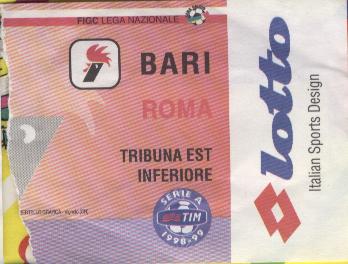 FIGC LEGA NAZIONALE
BARI
ROMA
TRIBUNA EST
INFERIORE
SERIE A
TIM
1998-99
lotto
Italian Sports Design